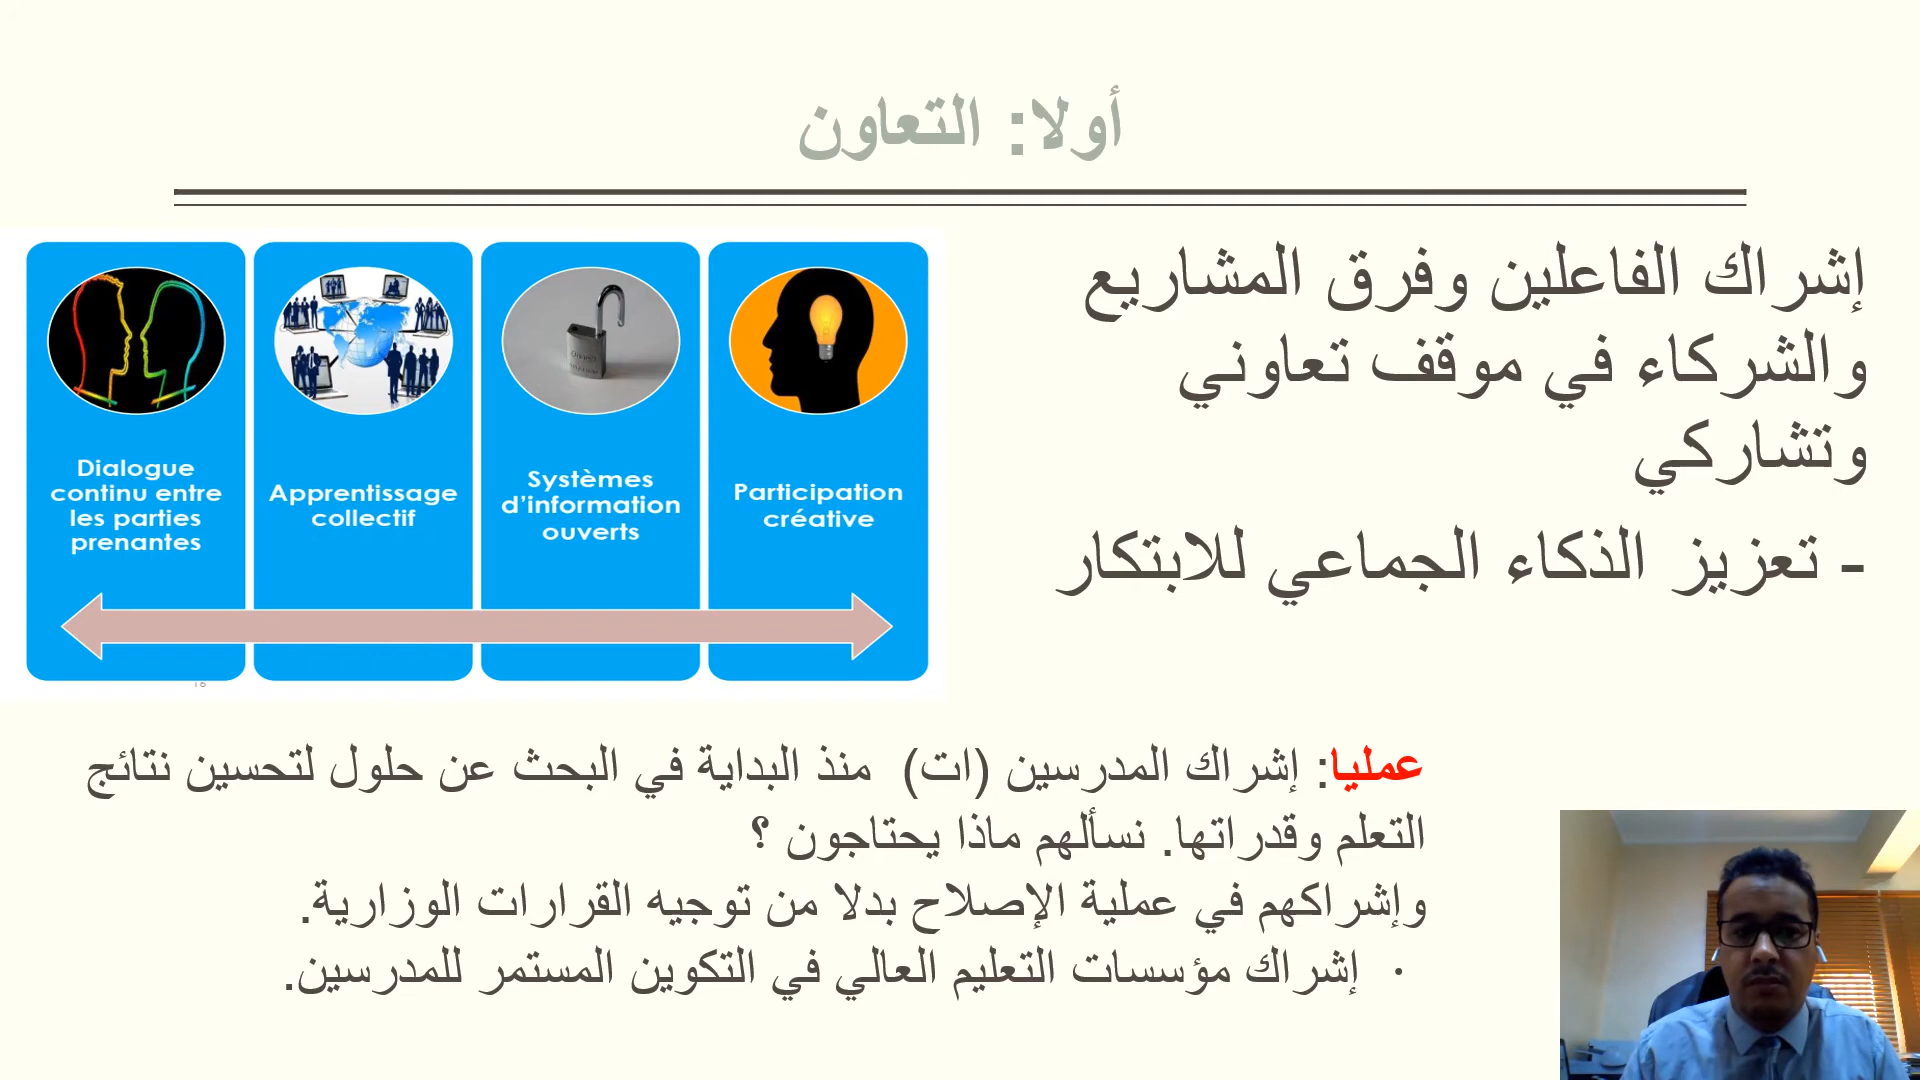 أولا: التعاون
إشراك الفاعلين وفرق المشاريع
والشركاء في موقف تعاوني
وتشاركي
- تعزيز الذكاء الجماعي للابتكار
Dialogue
continu entre
les parties
prenantes
Apprentissage
collectif
Systèmes
d’information
ouverts
Participation
créative
عمليا: إشراك المدرسين (ات) منذ البداية في البحث عن حلول لتحسين نتائج
التعلم وقدراتها. نسألهم ماذا يحتاجون ؟
وإشراكهم في عملية الإصلاح بدلا من توجيه القرارات الوزارية.
• إشراك مؤسسات التعليم العالي في التكوين المستمر للمدرسين.